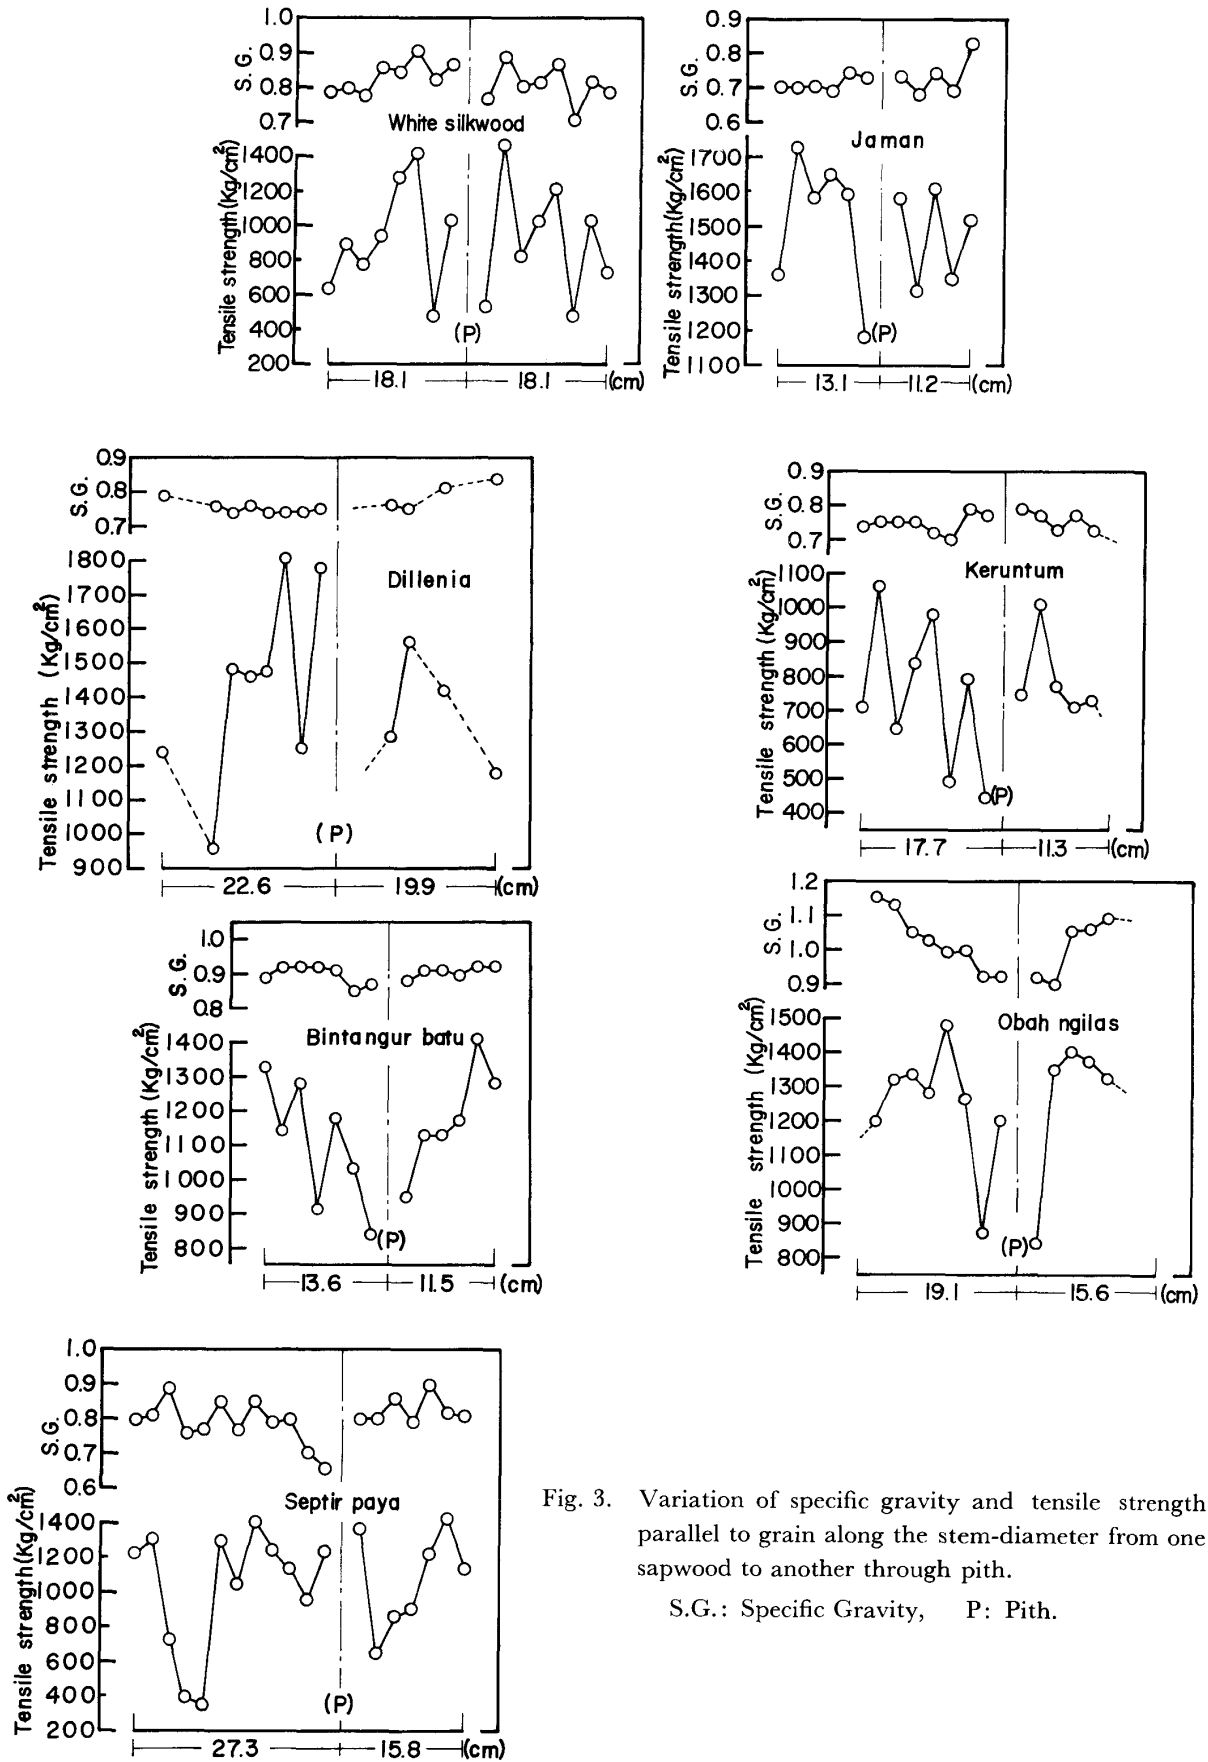 1.0
0.9
0.8
0.7
S. G.
White silkwood
1400
1200
1000
800
600
400
200
Tensile strength(Kg/cm²)
(P)
18.1 18.1 (cm)
0.9
0.8
0.7
0.6
S. G.
Jaman
1700
1600
1500
1400
1300
1200
1100
Tensile strength(Kg/cm²)
(P)
13.1 11.2 (cm)
0.9
0.8
0.7
S. G.
Dillenia
1800
1700
1600
1500
1400
1300
1200
1100
1000
900
Tensile strength (Kg/cm²)
(P)
22.6 19.9 (cm)
0.9
0.8
0.7
S.G.
Keruntum
1100
1000
900
800
700
600
500
400
Tensile strength(Kg/cm²)
(P)
17.7 11.3 (cm)
1.0
0.9
0.8
S. G.
Bintangur batu
1400
1300
1200
1100
1000
900
800
Tensile strength(Kg/cm²)
(P)
13.6 11.5 (cm)
1.2
1.1
1.0
0.9
S. G.
Obah ngilas
1500
1400
1300
1200
1100
1000
900
800
Tensile strength (Kg/cm²)
(P)
19.1 15.6 (cm)
1.0
0.9
0.8
0.7
0.6
S.G.
Septir paya
1400
1200
1000
800
600
400
200
Tensile strength(Kg/cm²)
(P)
27.3 15.8 (cm)
Fig. 3. Variation of specific gravity and tensile strength
parallel to grain along the stem-diameter from one
sapwood to another through pith.
S.G.: Specific Gravity, P: Pith.